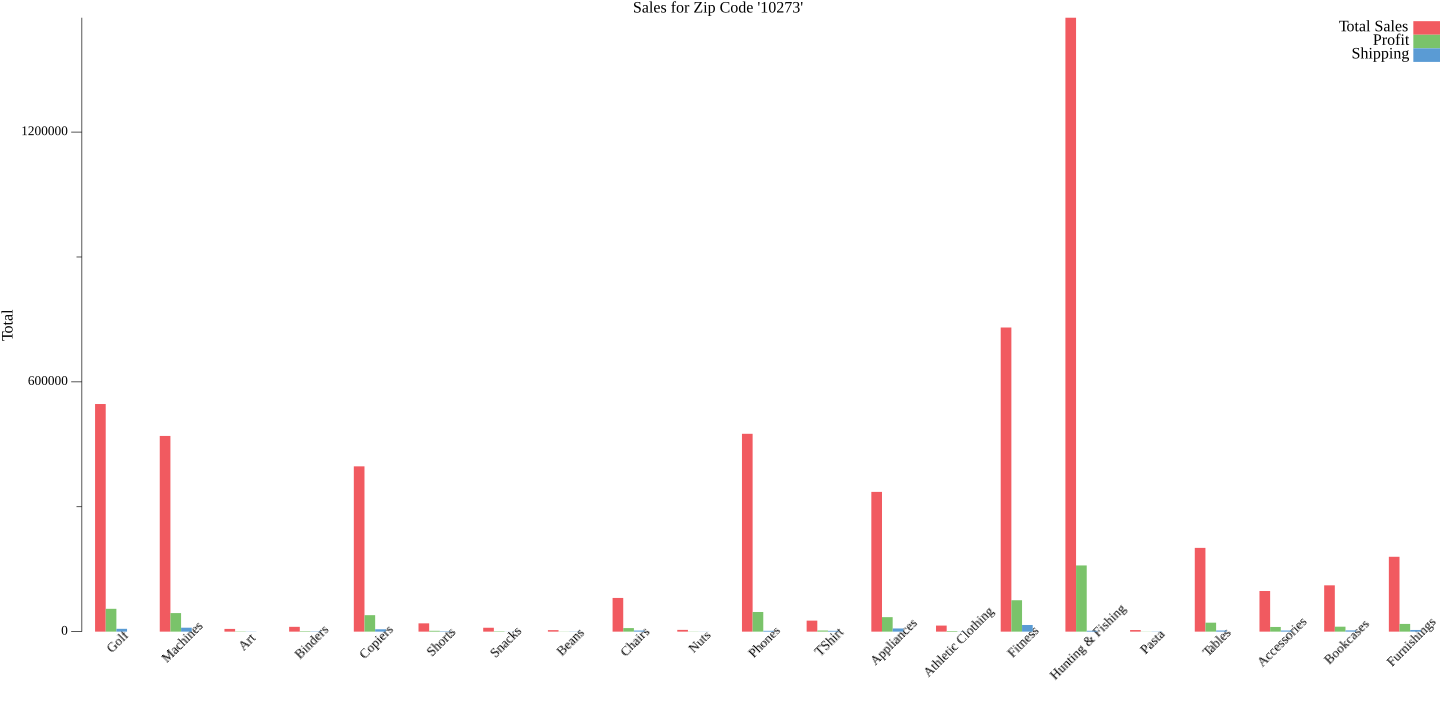 Sales for Zip Code '10273'
Total Sales
Profit
Shipping
1200000
600000
0
Total
Golf
Machines
Art
Binders
Copiers
Shorts
Snacks
Beans
Chairs
Nuts
Phones
TShirt
Appliances
Athletic Clothing
Fitness
Hunting & Fishing
Pasta
Tables
Accessories
Bookcases
Furnishings